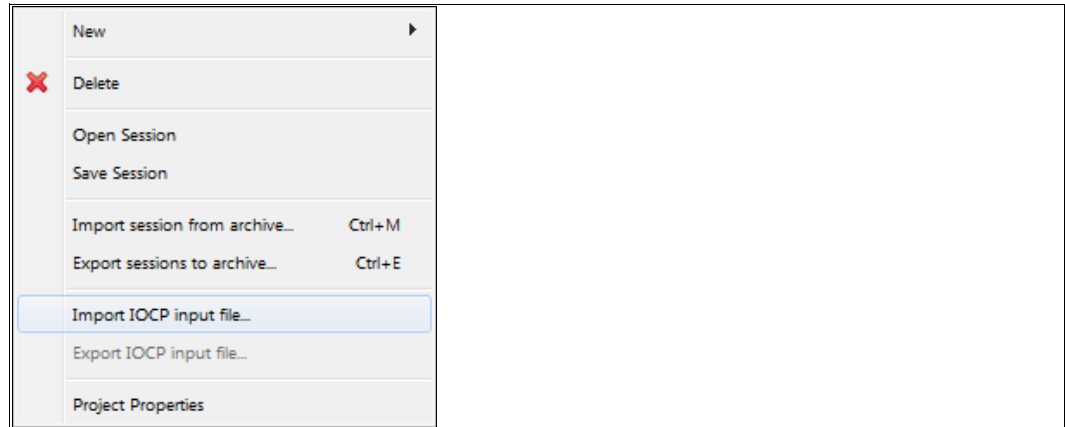 New
Delete
Open Session
Save Session
Import session from archive... Ctrl+M
Export sessions to archive... Ctrl+E
Import IOCP input file...
Export IOCP input file...
Project Properties